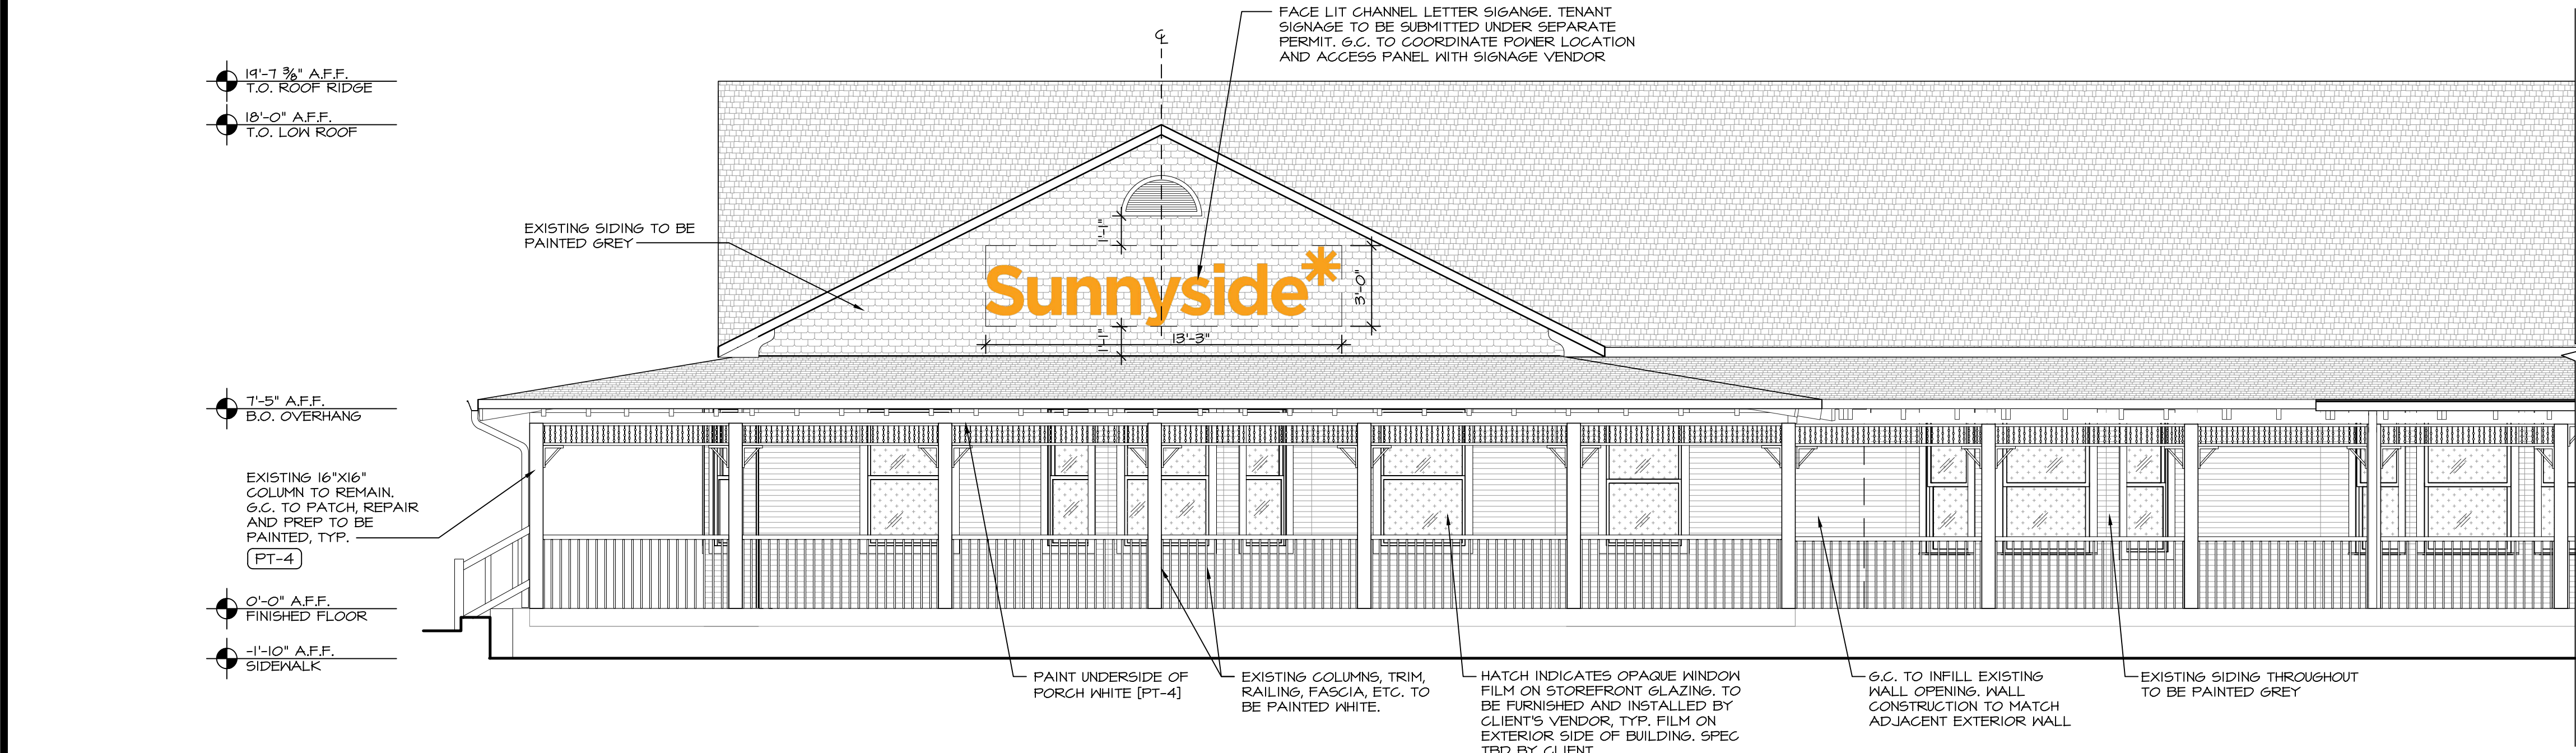 FACE LIT CHANNEL LETTER SIGANGE. TENANT
SIGNAGE TO BE SUBMITTED UNDER SEPARATE
PERMIT. G.C. TO COORDINATE POWER LOCATION
AND ACCESS PANEL WITH SIGNAGE VENDOR
℄
19'-7 3/8" A.F.F.
T.O. ROOF RIDGE
18'-0" A.F.F.
T.O. LOW ROOF
EXISTING SIDING TO BE
PAINTED GREY
1'-1"
Sunnyside*
3'-0"
1'-1"
13'-3"
7'-5" A.F.F.
B.O. OVERHANG
EXISTING 16"X16"
COLUMN TO REMAIN.
G.C. TO PATCH, REPAIR
AND PREP TO BE
PAINTED, TYP.
PT-4
0'-0" A.F.F.
FINISHED FLOOR
-1'-10" A.F.F.
SIDEWALK
PAINT UNDERSIDE OF
PORCH WHITE [PT-4]
EXISTING COLUMNS, TRIM,
RAILING, FASCIA, ETC. TO
BE PAINTED WHITE.
HATCH INDICATES OPAQUE WINDOW
FILM ON STOREFRONT GLAZING. TO
BE FURNISHED AND INSTALLED BY
CLIENT'S VENDOR, TYP. FILM ON
EXTERIOR SIDE OF BUILDING. SPEC
TBD BY CLIENT
G.C. TO INFILL EXISTING
WALL OPENING. WALL
CONSTRUCTION TO MATCH
ADJACENT EXTERIOR WALL
EXISTING SIDING THROUGHOUT
TO BE PAINTED GREY